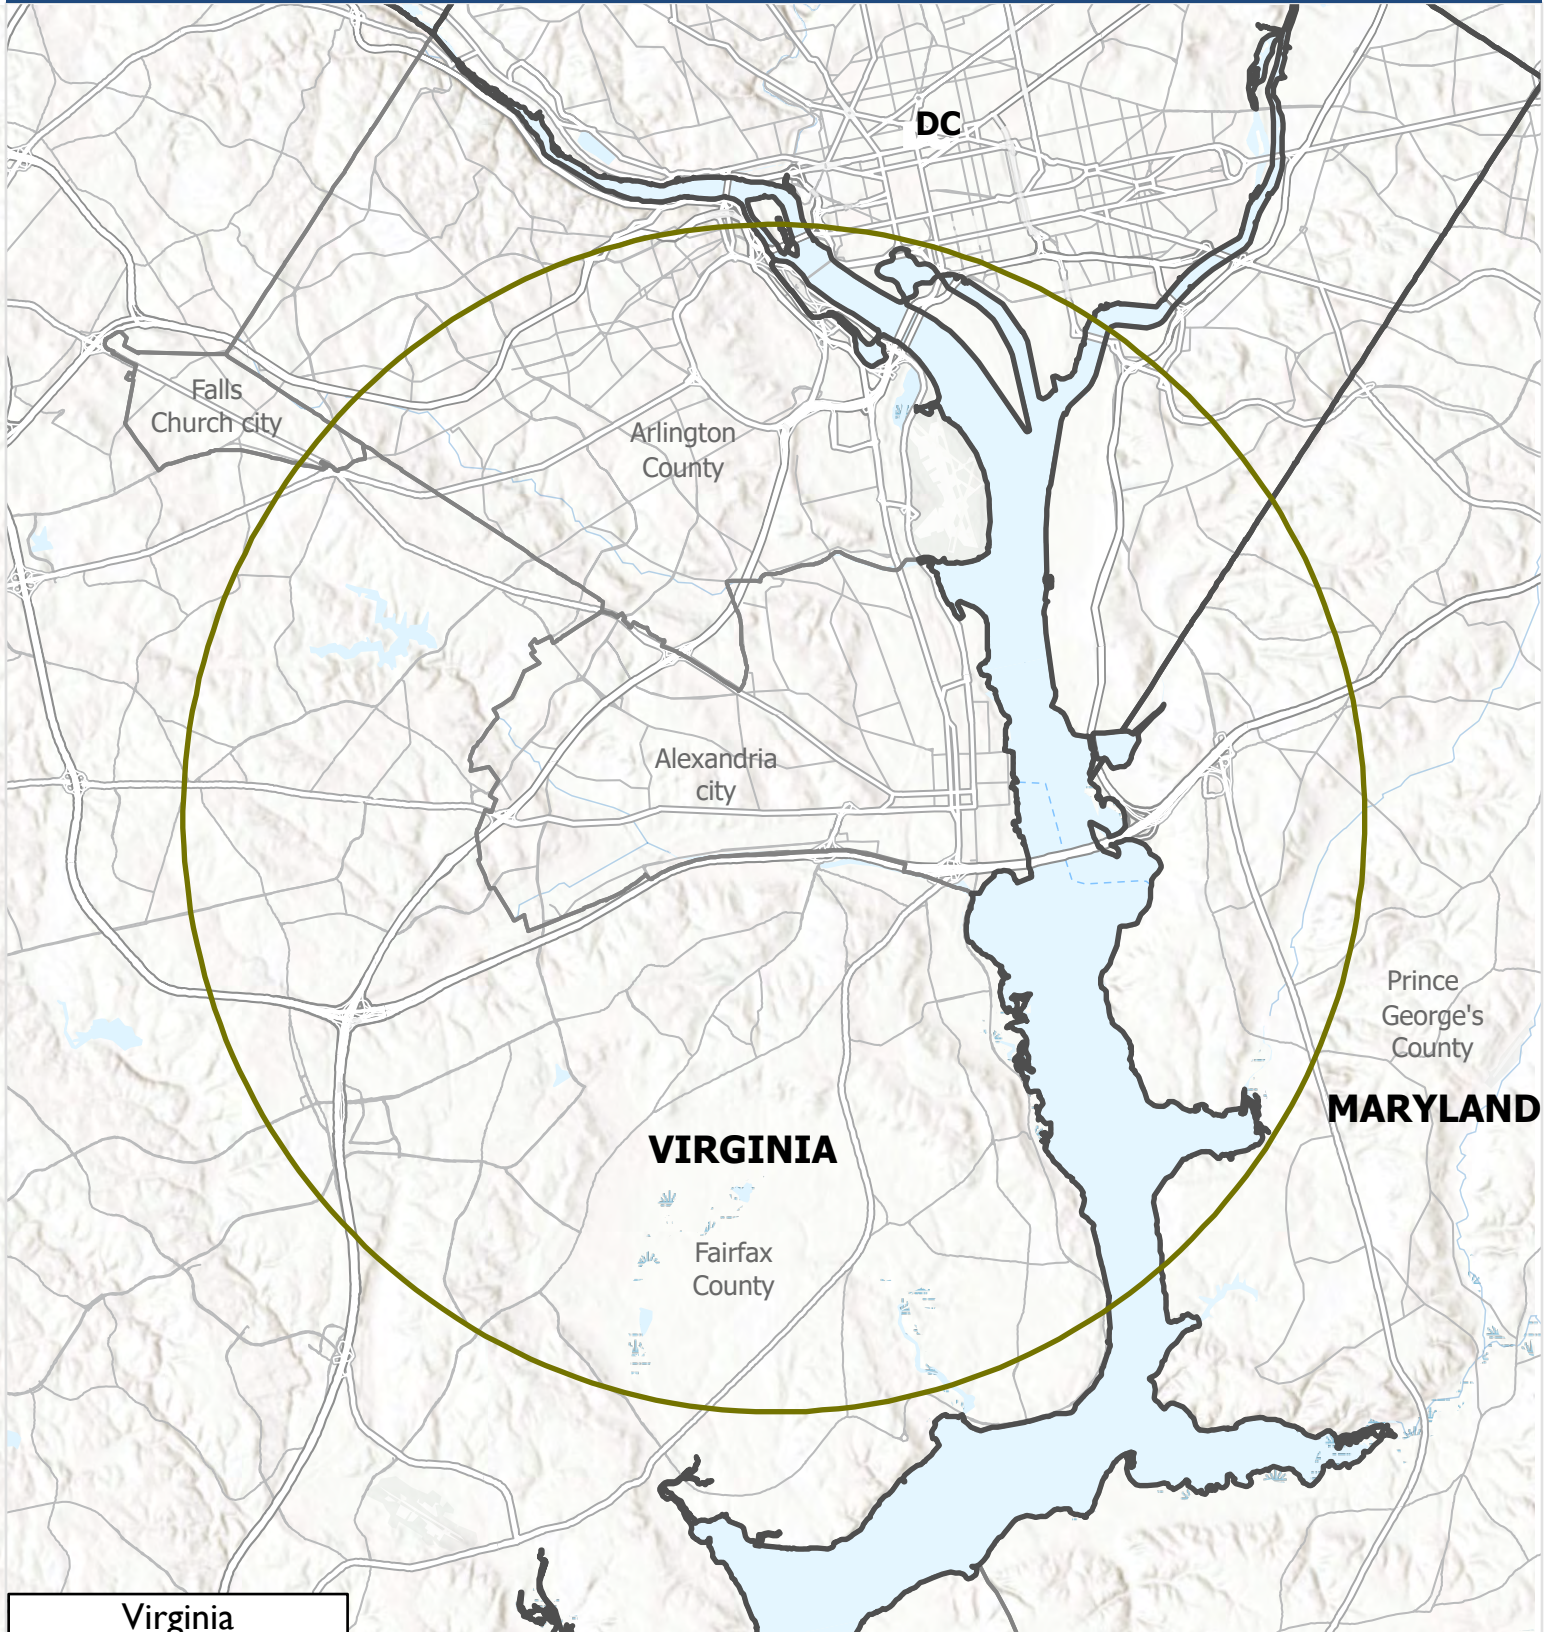 DC
Falls
Church city
Arlington
County
Alexandria
city
Prince
George's
County
MARYLAND
VIRGINIA
Fairfax
County
Virginia